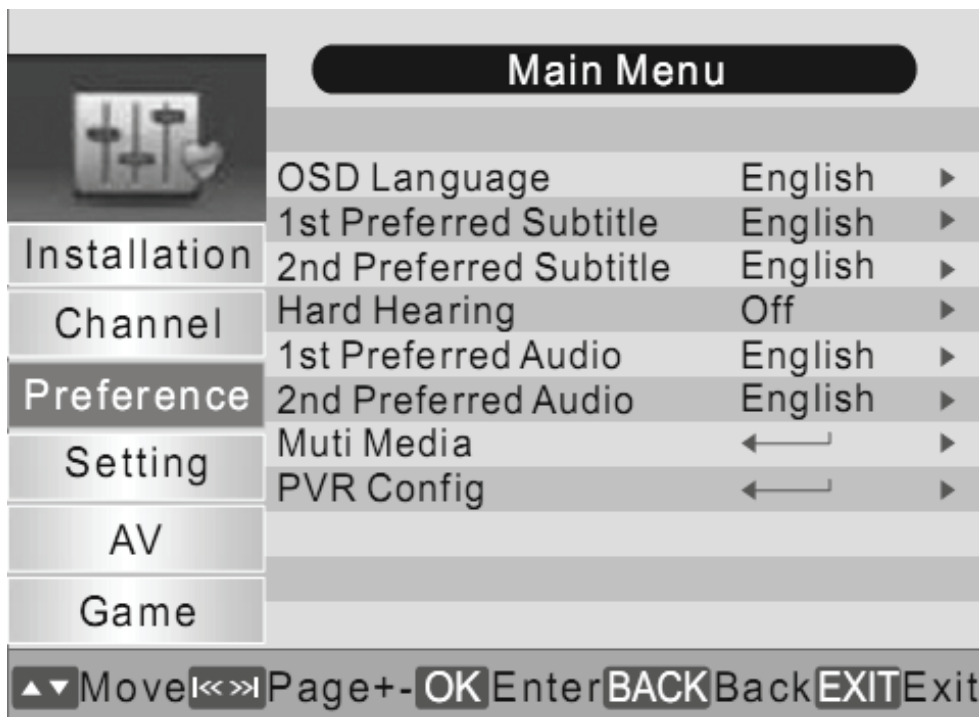 Main Menu
OSD Language English
1st Preferred Subtitle English
2nd Preferred Subtitle English
Hard Hearing Off
1st Preferred Audio English
2nd Preferred Audio English
Muti Media
PVR Config
Installation
Channel
Preference
Setting
AV
Game
Move Page+- OK Enter BACK Back EXIT Exit